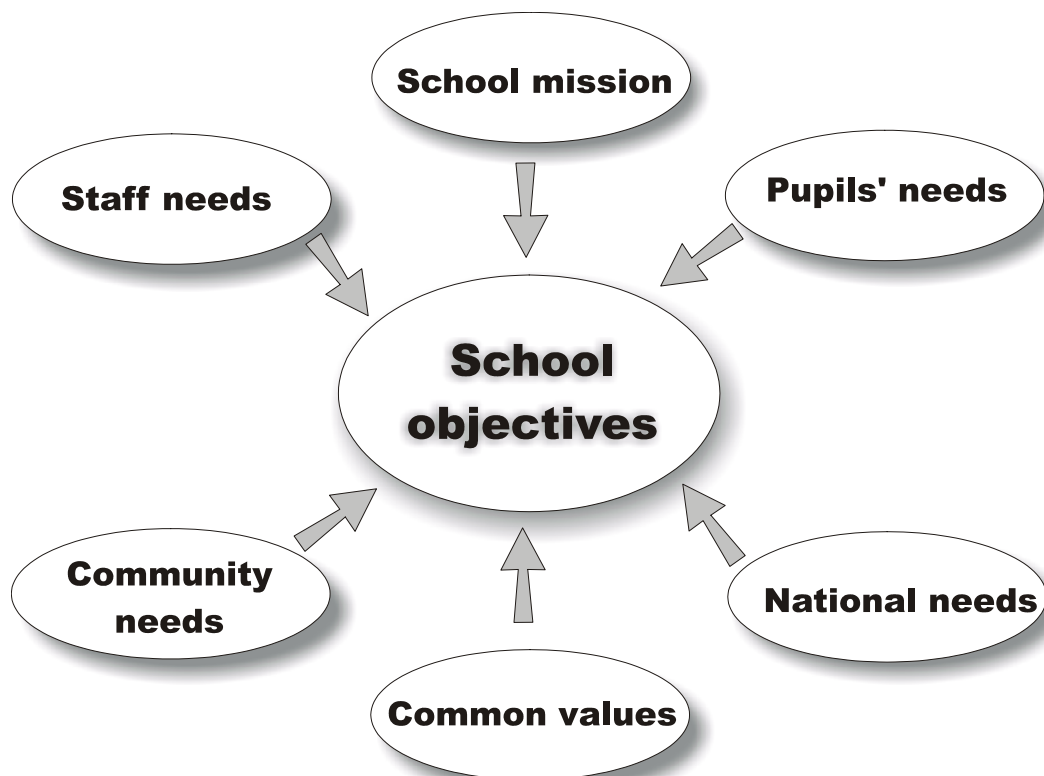 School mission
Staff needs
Pupils' needs
School
objectives
Community
needs
National needs
Common values